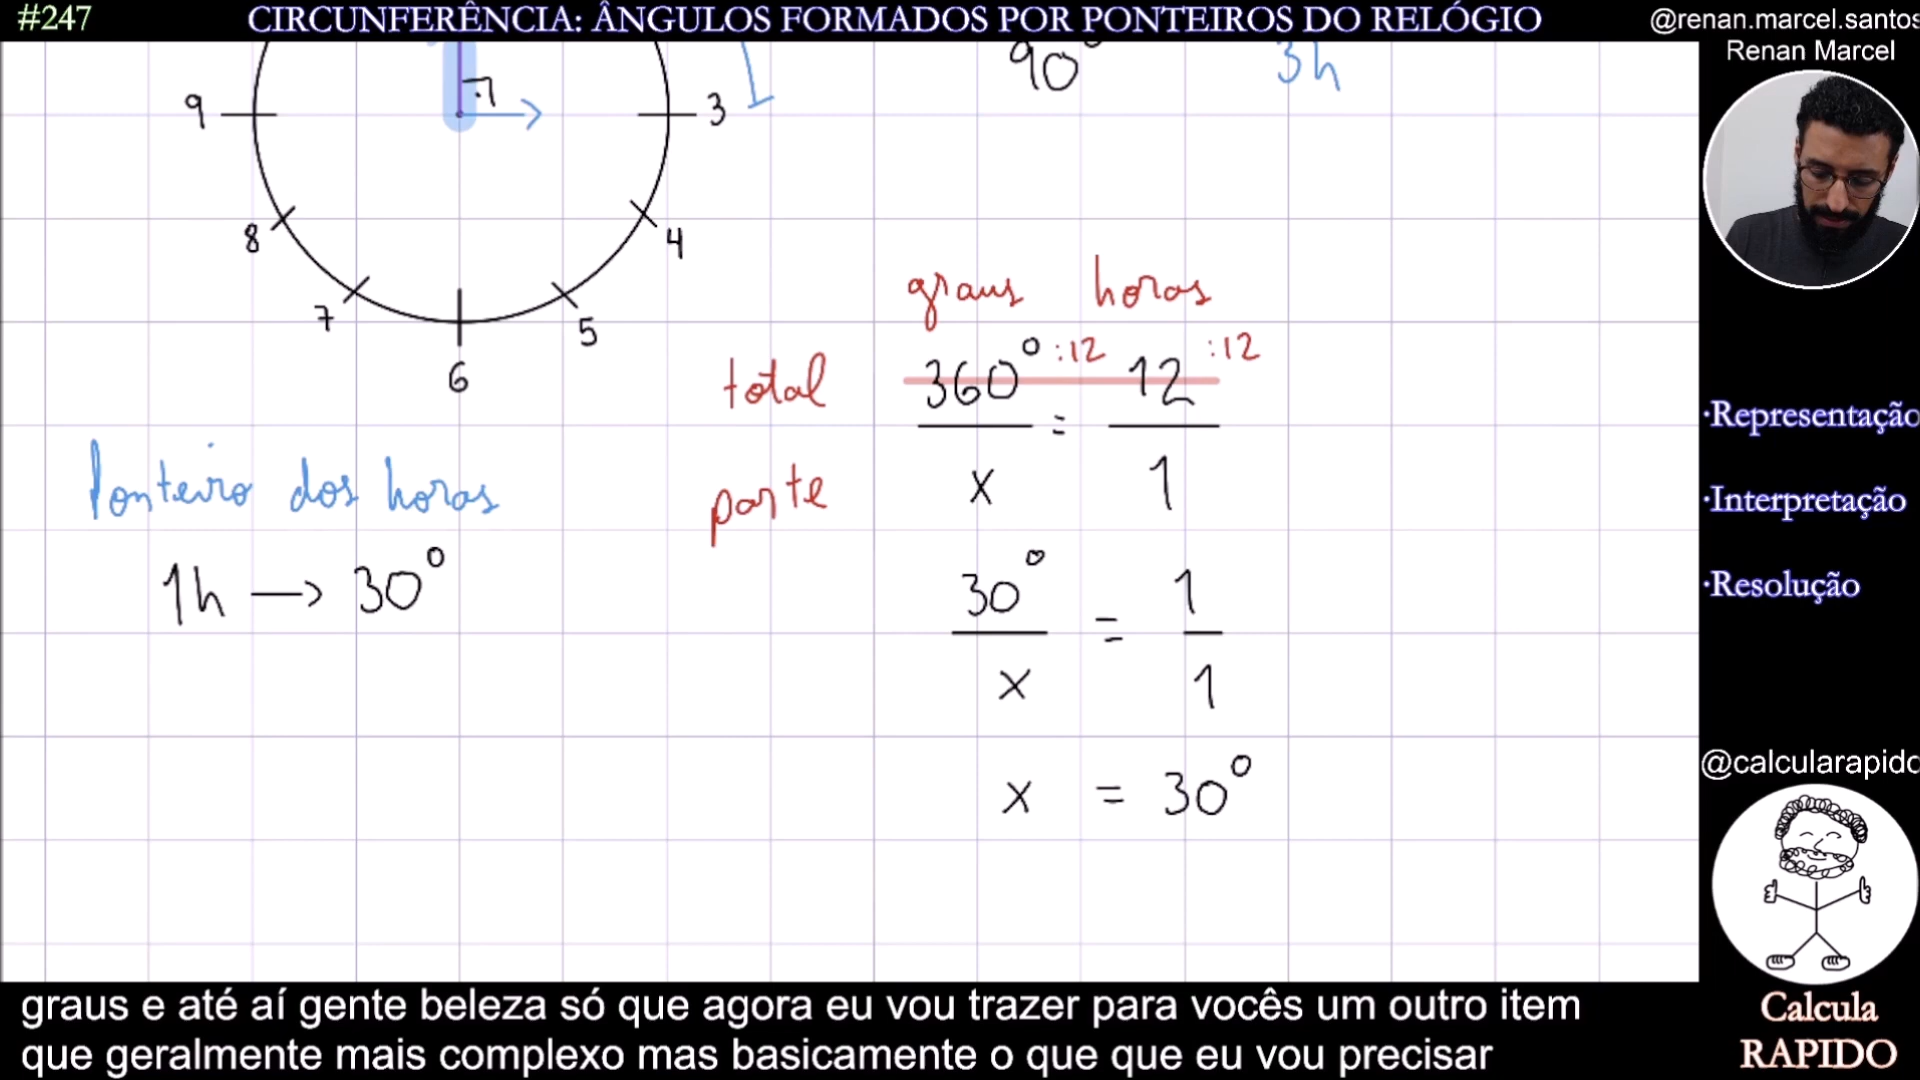 #247
CIRCUNFERÊNCIA: ÂNGULOS FORMADOS POR PONTEIROS DO RELÓGIO
@renan.marcel.santos
Renan Marcel
90°
3h
9
3
8
4
7
5
6
graus horas
total 360° :12 = 12 :12
parte x 1
Ponteiro dos horas
1h → 30°
30° = 1
x 1
x = 30°
·Representação
·Interpretação
·Resolução
@calcularapido
Calcula
RAPIDO
graus e até aí gente beleza só que agora eu vou trazer para vocês um outro item
que geralmente mais complexo mas basicamente o que que eu vou precisar